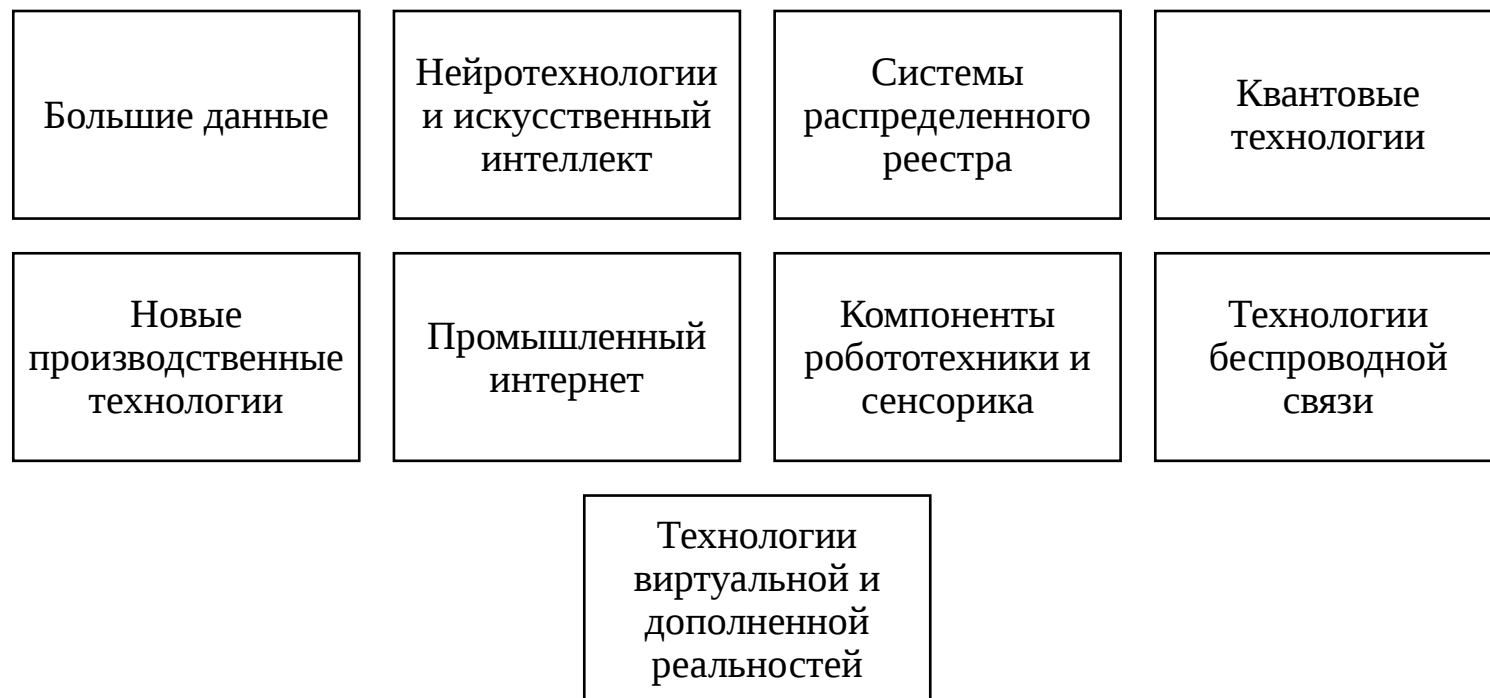 Большие данные
Нейротехнологии
и искусственный
интеллект
Системы
распределенного
реестра
Квантовые
технологии
Новые
производственные
технологии
Промышленный
интернет
Компоненты
робототехники и
сенсорика
Технологии
беспроводной
связи
Технологии
виртуальной и
дополненной
реальностей